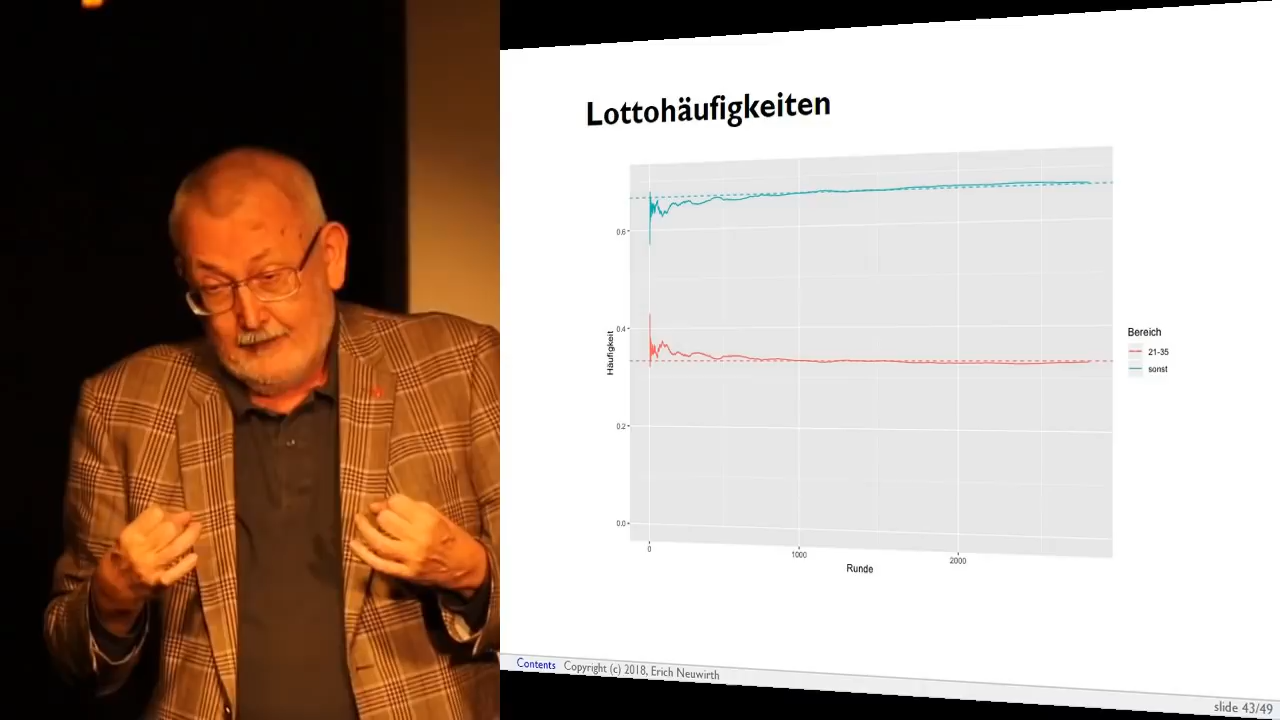 Lottohäufigkeiten
0.6
0.4
0.2
0.0
Häufigkeit
0
1000
2000
Runde
Bereich
21-35
sonst
Contents Copyright (c) 2018, Erich Neuwirth
slide 43/49